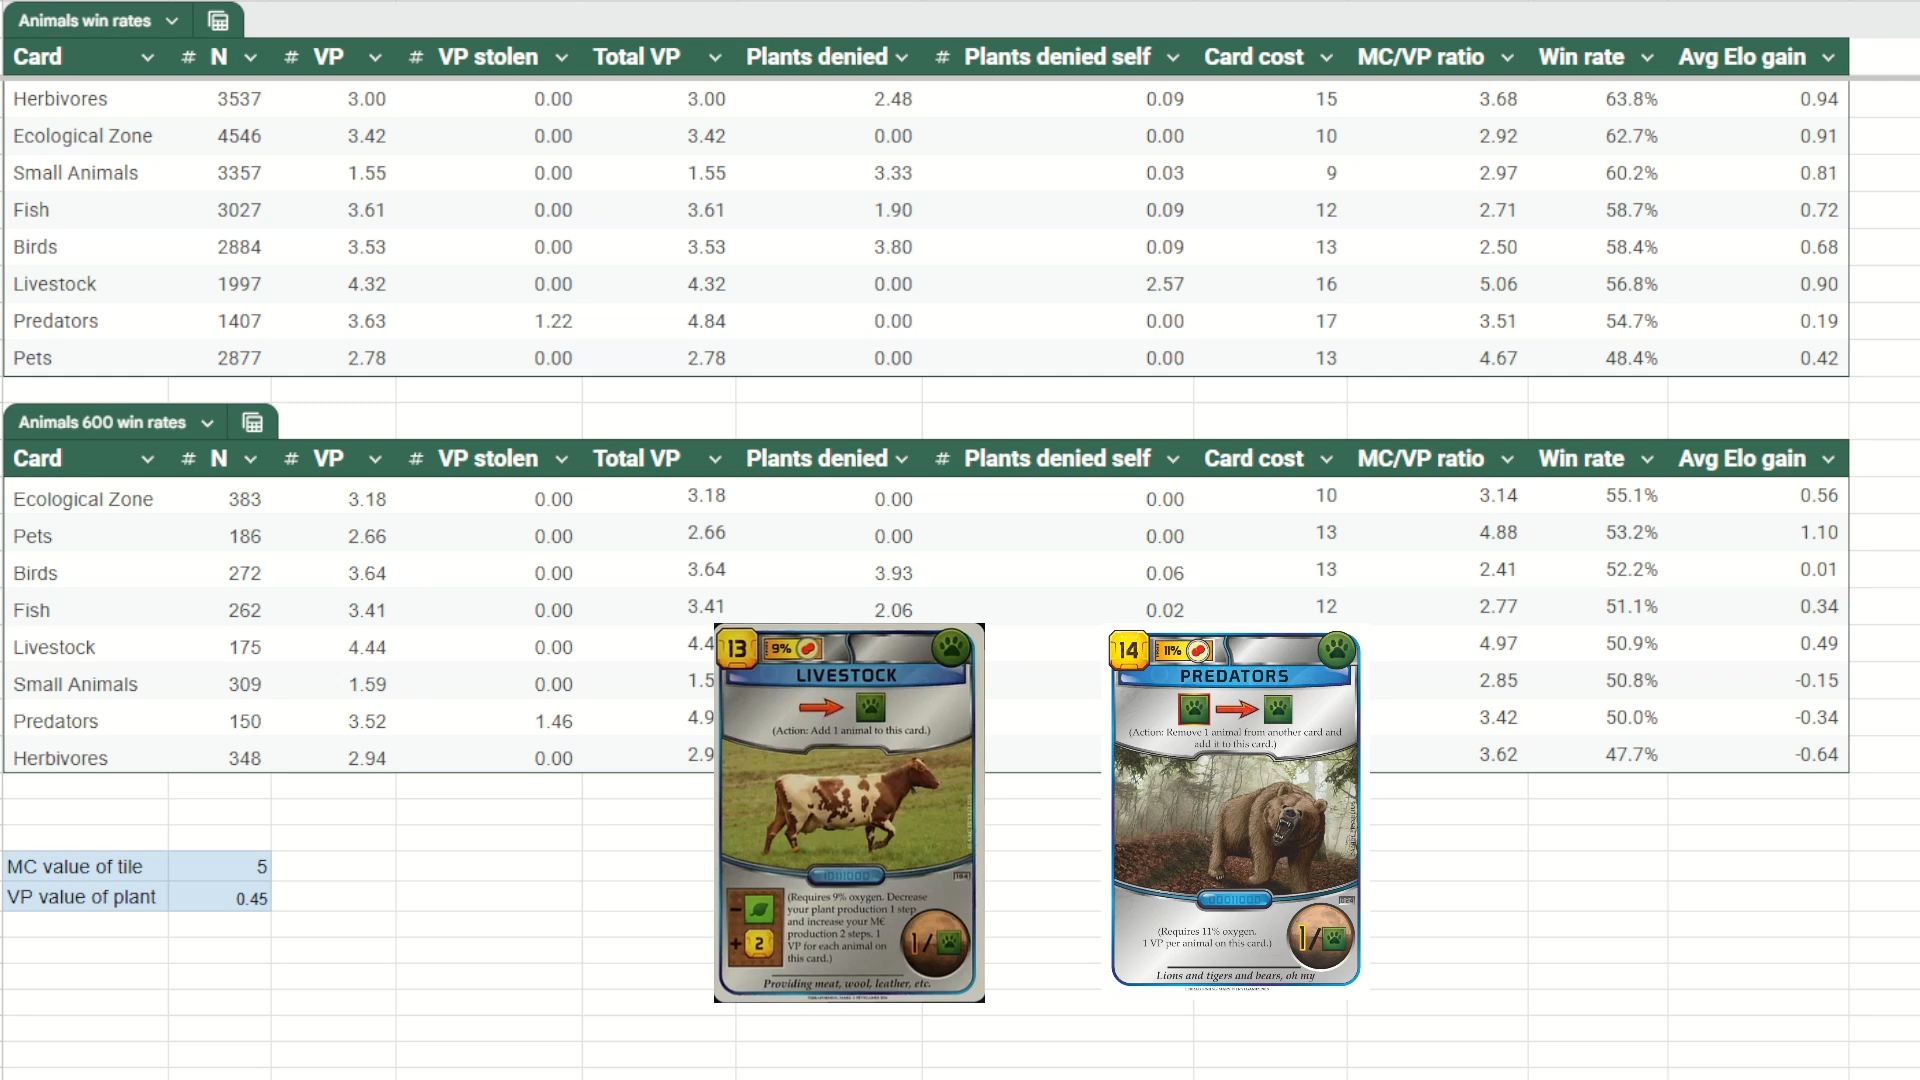 Animals win rates
Card # N # VP # VP stolen Total VP Plants denied # Plants denied self Card cost MC/VP ratio Win rate Avg Elo gain
Herbivores 3537 3.00 0.00 3.00 2.48 0.09 15 3.68 63.8% 0.94
Ecological Zone 4546 3.42 0.00 3.42 0.00 0.00 10 2.92 62.7% 0.91
Small Animals 3357 1.55 0.00 1.55 3.33 0.03 9 2.97 60.2% 0.81
Fish 3027 3.61 0.00 3.61 1.90 0.09 12 2.71 58.7% 0.72
Birds 2884 3.53 0.00 3.53 3.80 0.09 13 2.50 58.4% 0.68
Livestock 1997 4.32 0.00 4.32 0.00 2.57 16 5.06 56.8% 0.90
Predators 1407 3.63 1.22 4.84 0.00 0.00 17 3.51 54.7% 0.19
Pets 2877 2.78 0.00 2.78 0.00 0.00 13 4.67 48.4% 0.42
Animals 600 win rates
Card # N # VP # VP stolen Total VP Plants denied # Plants denied self Card cost MC/VP ratio Win rate Avg Elo gain
Ecological Zone 383 3.18 0.00 3.18 0.00 0.00 10 3.14 55.1% 0.56
Pets 186 2.66 0.00 2.66 0.00 0.00 13 4.88 53.2% 1.10
Birds 272 3.64 0.00 3.64 3.93 0.06 13 2.41 52.2% 0.01
Fish 262 3.41 0.00 3.41 2.06 0.02 12 2.77 51.1% 0.34
Livestock 175 4.44 0.00 4.4 4.97 50.9% 0.49
Small Animals 309 1.59 0.00 1.5 2.85 50.8% -0.15
Predators 150 3.52 1.46 4.9 3.42 50.0% -0.34
Herbivores 348 2.94 0.00 2.9 3.62 47.7% -0.64
MC value of tile 5
VP value of plant 0.45
13 9%
LIVESTOCK
(Action: Add 1 animal to this card.)
(Requires 9% oxygen. Decrease
your plant production 1 step
and increase your M€
production 2 steps. 1
VP for each animal on
this card.)
- + 2
1/
Providing meat, wool, leather, etc.
14 11%
PREDATORS
(Action: Remove 1 animal from another card and
add it to this card.)
(Requires 11% oxygen.
1 VP per animal on this card.)
1/
Lions and tigers and bears, oh my